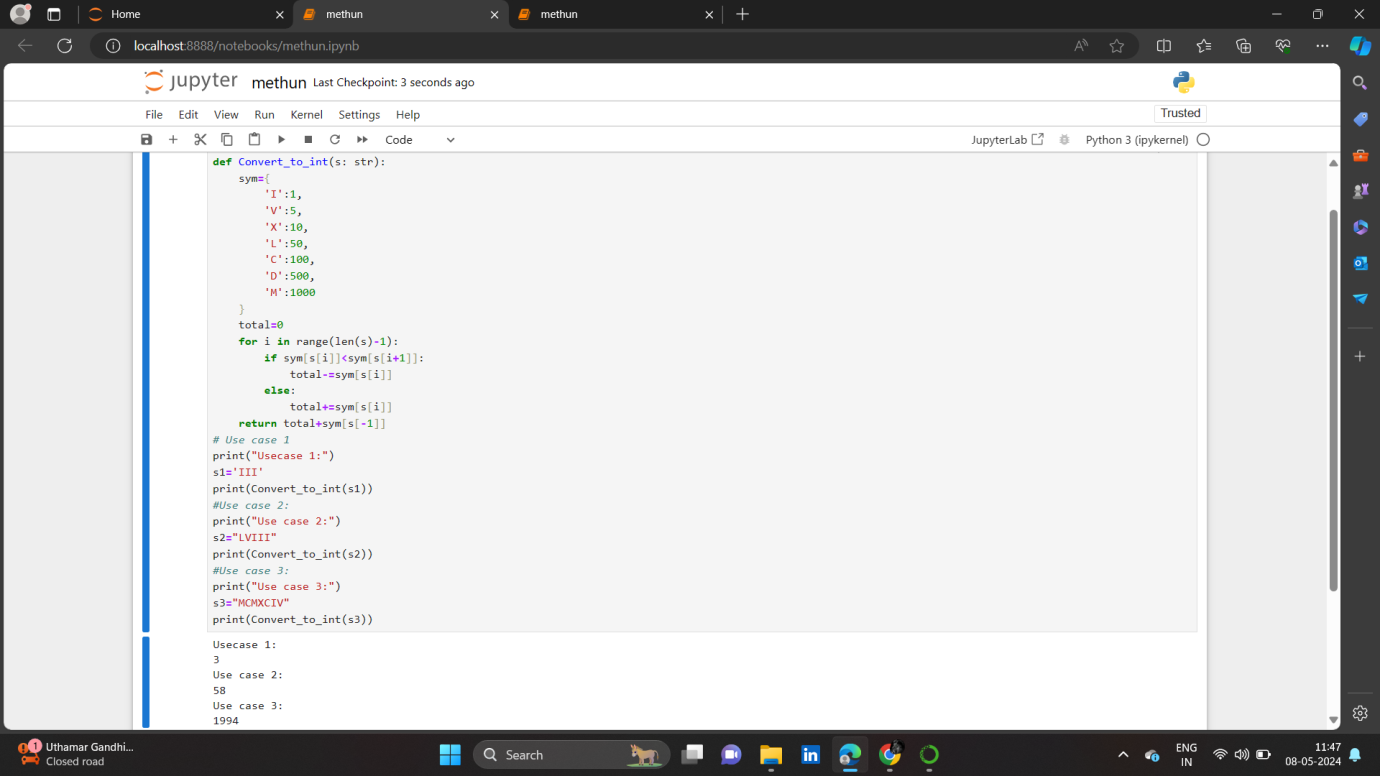 Home
methun
methun
localhost:8888/notebooks/methun.ipynb
jupyter methun Last Checkpoint: 3 seconds ago
File Edit View Run Kernel Settings Help
Trusted
Code
JupyterLab
Python 3 (ipykernel)
def Convert_to_int(s: str):
    sym={
        'I':1,
        'V':5,
        'X':10,
        'L':50,
        'C':100,
        'D':500,
        'M':1000
    }
    total=0
    for i in range(len(s)-1):
        if sym[s[i]]<sym[s[i+1]]:
            total-=sym[s[i]]
        else:
            total+=sym[s[i]]
    return total+sym[s[-1]]
# Use case 1
print("Usecase 1:")
s1='III'
print(Convert_to_int(s1))
#Use case 2:
print("Use case 2:")
s2="LVIII"
print(Convert_to_int(s2))
#Use case 3:
print("Use case 3:")
s3="MCMXCIV"
print(Convert_to_int(s3))
Usecase 1:
3
Use case 2:
58
Use case 3:
1994
1
Uthamar Gandhi...
Closed road
Search
ENG
IN
11:47
08-05-2024